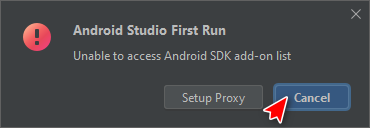 Android Studio First Run
Unable to access Android SDK add-on list
Setup Proxy
Cancel